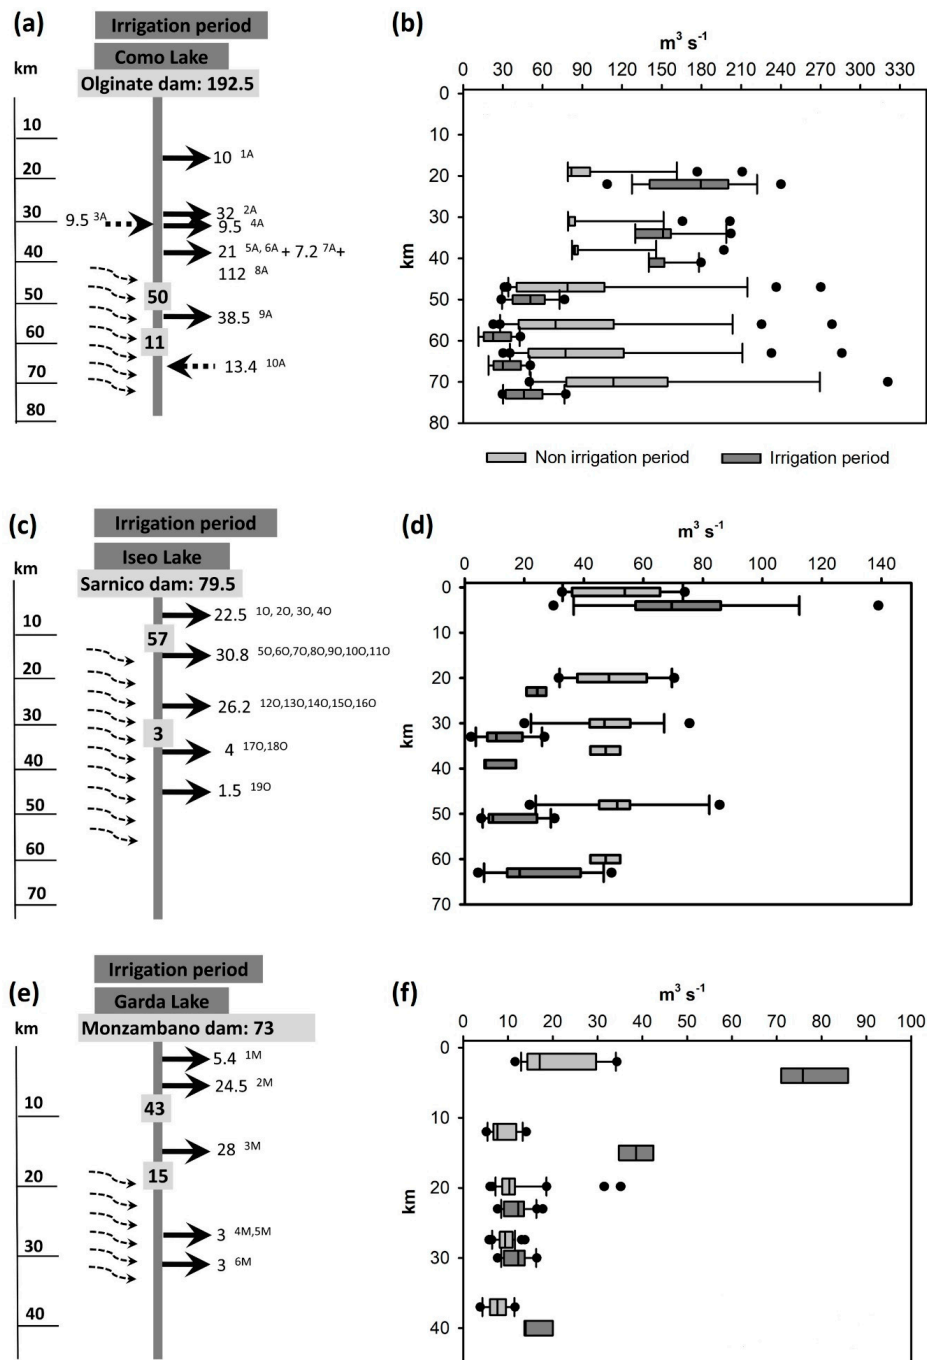 (a)
Irrigation period
Como Lake
km
Olginate dam: 192.5
10
20
30
40
50
60
70
80
10 1A
32 2A
9.5 3A
9.5 4A
21 5A, 6A + 7.2 7A+
112 8A
50
38.5 9A
11
13.4 10A
(b)
m³ s⁻¹
0 30 60 90 120 150 180 210 240 270 300 330
0
10
20
30
40
50
60
70
80
km
Non irrigation period
Irrigation period
(c)
Irrigation period
Iseo Lake
km
Sarnico dam: 79.5
10
20
30
40
50
60
70
22.5 1O, 2O, 3O, 4O
57
30.8 5O,6O,7O,8O,9O,10O,11O
26.2 12O,13O,14O,15O,16O
3
4 17O,18O
1.5 19O
(d)
m³ s⁻¹
0 20 40 60 80 100 120 140
0
10
20
30
40
50
60
70
km
(e)
Irrigation period
Garda Lake
km
Monzambano dam: 73
10
20
30
40
5.4 1M
24.5 2M
43
28 3M
15
3 4M,5M
3 6M
(f)
m³ s⁻¹
0 10 20 30 40 50 60 70 80 90 100
0
10
20
30
40
km